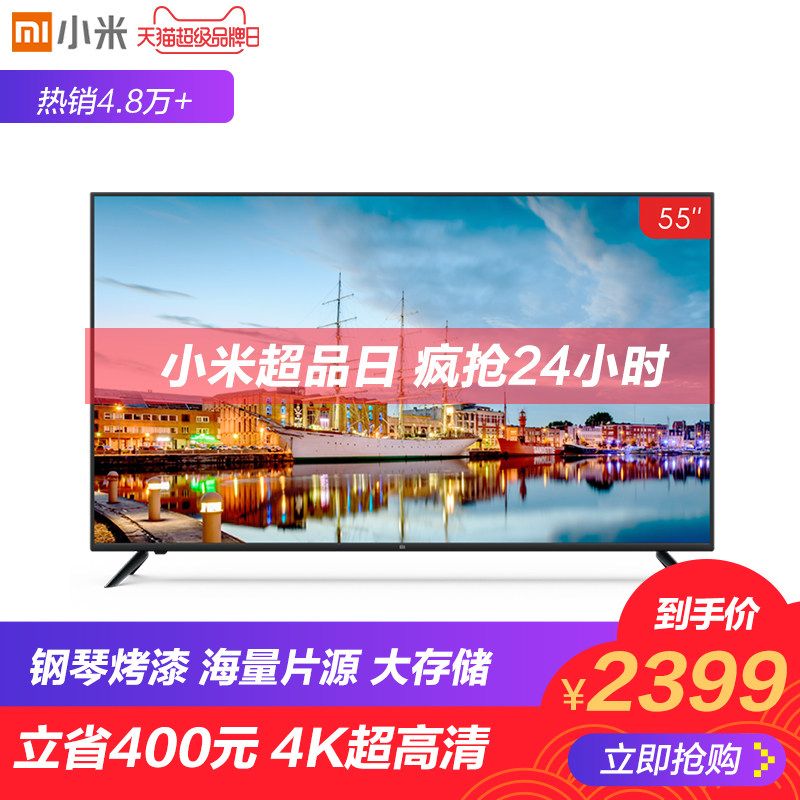 mi小米 天猫超级品牌日
热销4.8万+
55"
小米超品日 疯抢24小时
到手价
钢琴烤漆 海量片源 大存储
¥2399
立省400元 4K超高清
立即抢购